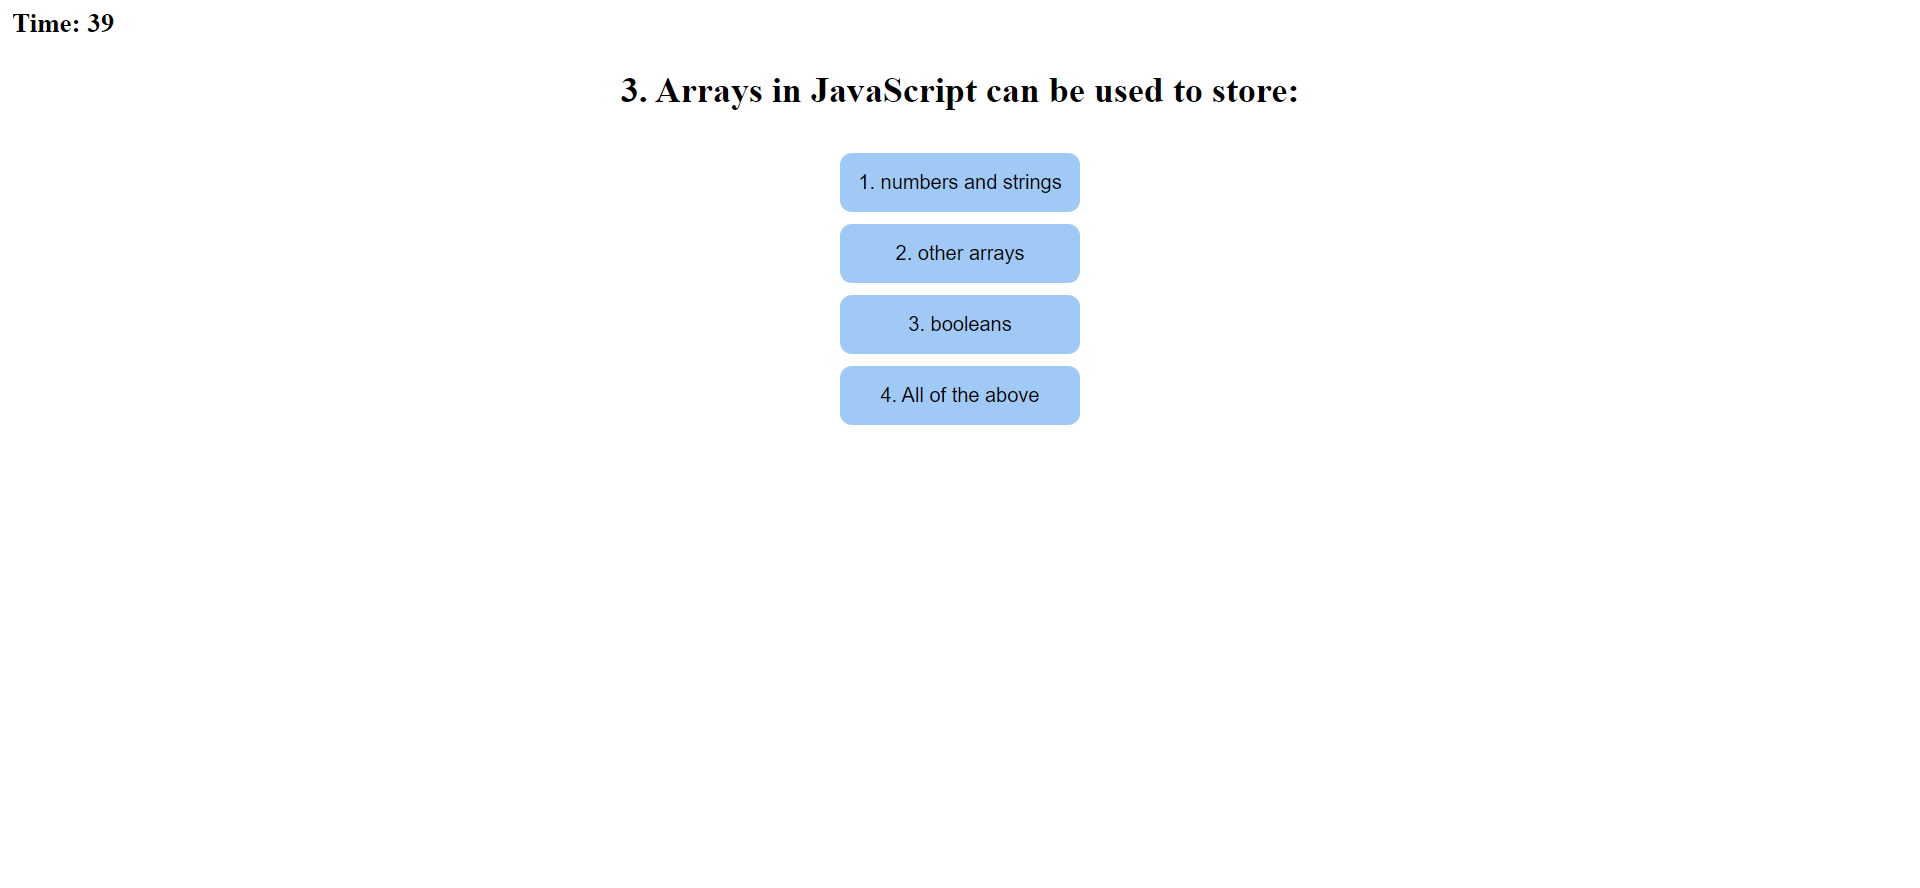 Time: 39
3. Arrays in JavaScript can be used to store:
1. numbers and strings
2. other arrays
3. booleans
4. All of the above